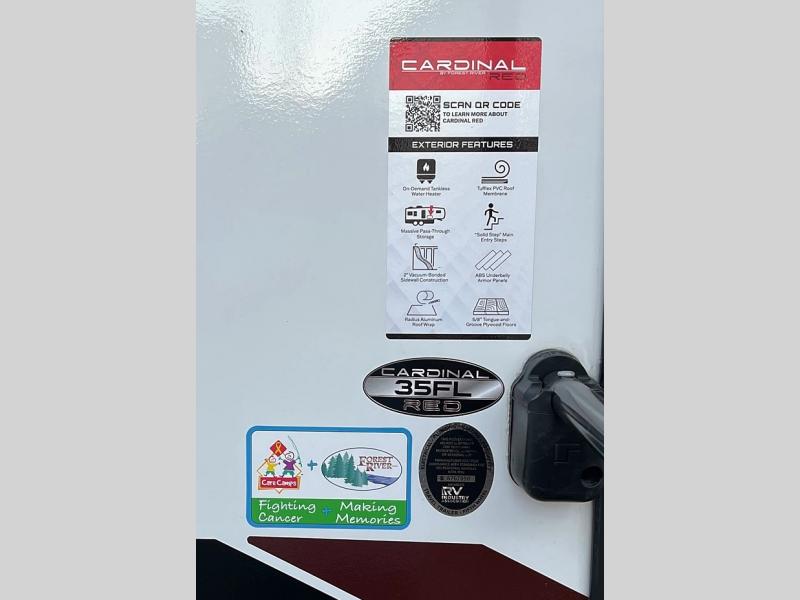 CARDINAL
BY FOREST RIVER RED
SCAN QR CODE
TO LEARN MORE ABOUT
CARDINAL RED
EXTERIOR FEATURES
On-Demand Tankless
Water Heater
Tufflex PVC Roof
Membrane
Massive Pass-Through
Storage
"Solid Step" Main
Entry Steps
2" Vacuum-Bonded
Sidewall Construction
ABS Underbelly
Armor Panels
Radius Aluminum
Roof Wrap
5/8" Tongue-and-
Groove Plywood Floors
CARDINAL
35FL
RED
Care Camps
+
FOREST
RIVER
Fighting
Cancer
+
Making
Memories
RV
INDUSTRY
ASSOCIATION